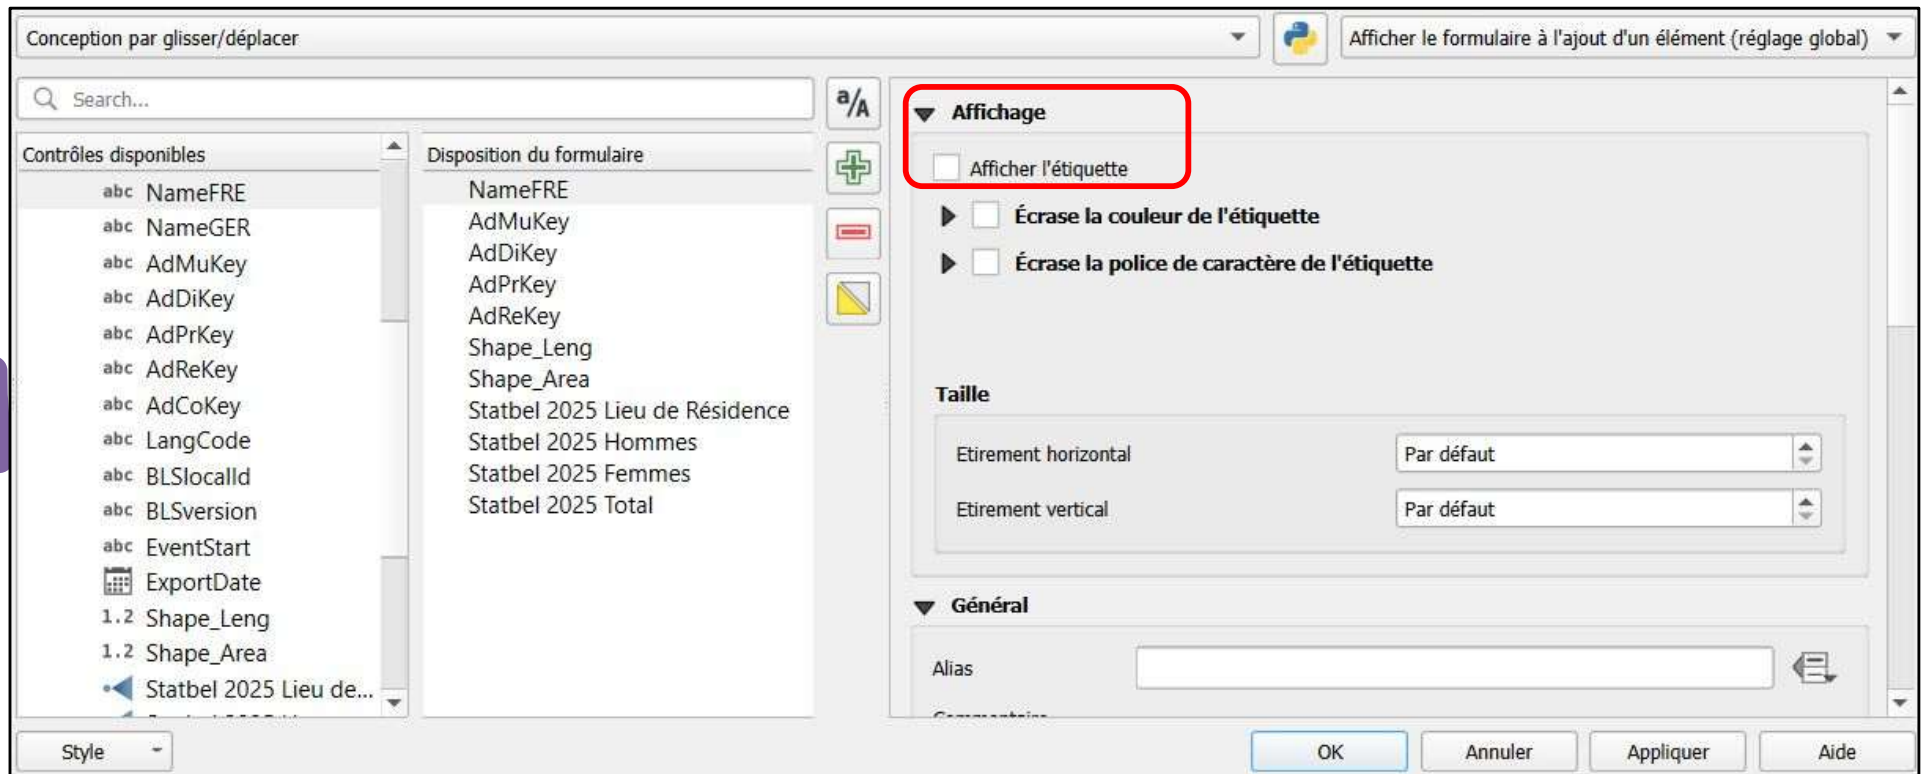 Conception par glisser/déplacer
Afficher le formulaire à l'ajout d'un élément (réglage global)
Search...
a/A
Contrôles disponibles
abc NameFRE
abc NameGER
abc AdMuKey
abc AdDiKey
abc AdPrKey
abc AdReKey
abc AdCoKey
abc LangCode
abc BLSlocalId
abc BLSversion
abc EventStart
ExportDate
1.2 Shape_Leng
1.2 Shape_Area
Statbel 2025 Lieu de...
Disposition du formulaire
NameFRE
AdMuKey
AdDiKey
AdPrKey
AdReKey
Shape_Leng
Shape_Area
Statbel 2025 Lieu de Résidence
Statbel 2025 Hommes
Statbel 2025 Femmes
Statbel 2025 Total
Affichage
Afficher l'étiquette
Écrase la couleur de l'étiquette
Écrase la police de caractère de l'étiquette
Taille
Etirement horizontal
Par défaut
Etirement vertical
Par défaut
Général
Alias
Commentaire
Style
OK
Annuler
Appliquer
Aide